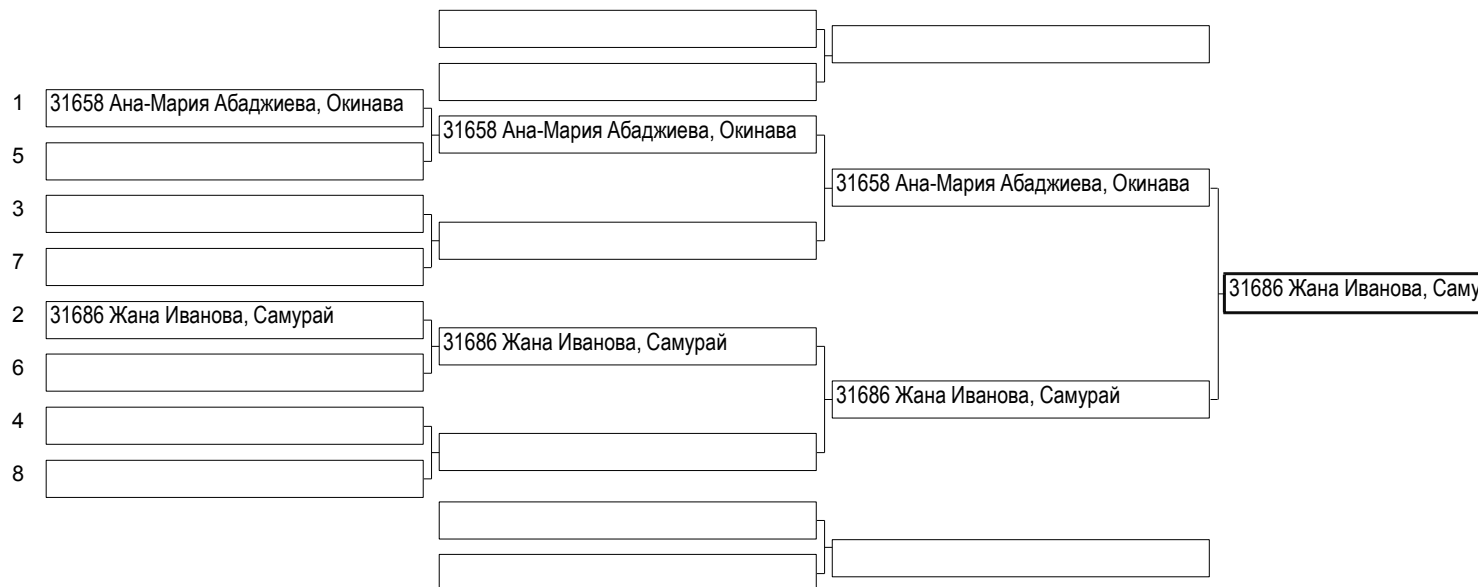 1 31658 Ана-Мария Абаджиева, Окинава
31658 Ана-Мария Абаджиева, Окинава
5
31658 Ана-Мария Абаджиева, Окинава
3
7
31686 Жана Иванова, Саму
2 31686 Жана Иванова, Самурай
31686 Жана Иванова, Самурай
6
31686 Жана Иванова, Самурай
4
8